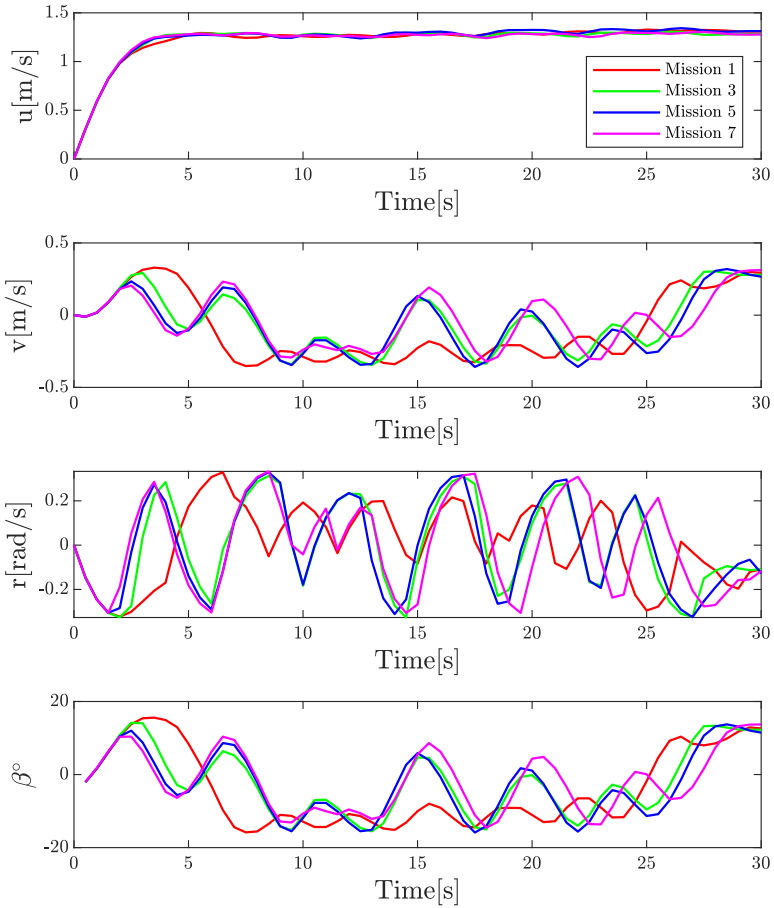 1.5
1
0.5
0
u[m/s]
0 5 10 15 20 25 30
Time[s]
Mission 1
Mission 3
Mission 5
Mission 7
0.5
0
-0.5
v[m/s]
0 5 10 15 20 25 30
Time[s]
0.2
0
-0.2
r[rad/s]
0 5 10 15 20 25 30
Time[s]
20
0
-20
β°
0 5 10 15 20 25 30
Time[s]